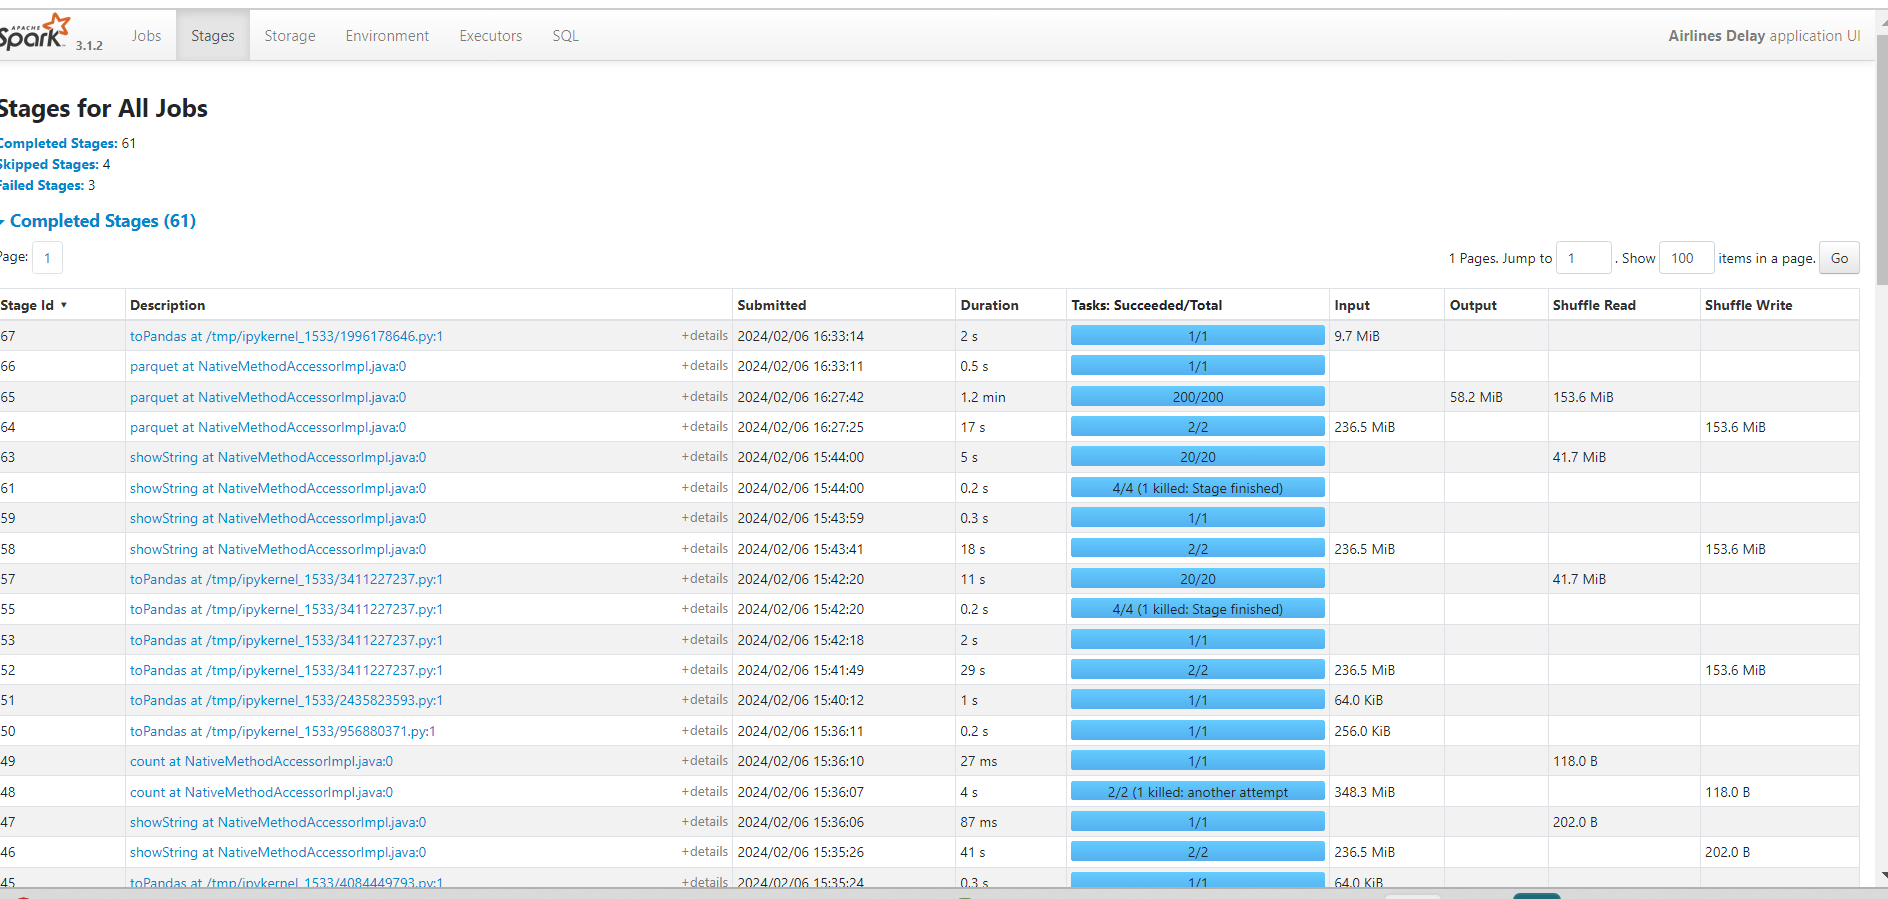 APACHE
Spark 3.1.2 Jobs Stages Storage Environment Executors SQL Airlines Delay application UI
Stages for All Jobs
Completed Stages: 61
Skipped Stages: 4
Failed Stages: 3
Completed Stages (61)
Page: 1 1 Pages. Jump to 1 . Show 100 items in a page. Go
Stage Id ▾ Description Submitted Duration Tasks: Succeeded/Total Input Output Shuffle Read Shuffle Write
67 toPandas at /tmp/ipykernel_1533/1996178646.py:1 +details 2024/02/06 16:33:14 2 s 1/1 9.7 MiB
66 parquet at NativeMethodAccessorImpl.java:0 +details 2024/02/06 16:33:11 0.5 s 1/1
65 parquet at NativeMethodAccessorImpl.java:0 +details 2024/02/06 16:27:42 1.2 min 200/200 58.2 MiB 153.6 MiB
64 parquet at NativeMethodAccessorImpl.java:0 +details 2024/02/06 16:27:25 17 s 2/2 236.5 MiB 153.6 MiB
63 showString at NativeMethodAccessorImpl.java:0 +details 2024/02/06 15:44:00 5 s 20/20 41.7 MiB
61 showString at NativeMethodAccessorImpl.java:0 +details 2024/02/06 15:44:00 0.2 s 4/4 (1 killed: Stage finished)
59 showString at NativeMethodAccessorImpl.java:0 +details 2024/02/06 15:43:59 0.3 s 1/1
58 showString at NativeMethodAccessorImpl.java:0 +details 2024/02/06 15:43:41 18 s 2/2 236.5 MiB 153.6 MiB
57 toPandas at /tmp/ipykernel_1533/3411227237.py:1 +details 2024/02/06 15:42:20 11 s 20/20 41.7 MiB
55 toPandas at /tmp/ipykernel_1533/3411227237.py:1 +details 2024/02/06 15:42:20 0.2 s 4/4 (1 killed: Stage finished)
53 toPandas at /tmp/ipykernel_1533/3411227237.py:1 +details 2024/02/06 15:42:18 2 s 1/1
52 toPandas at /tmp/ipykernel_1533/3411227237.py:1 +details 2024/02/06 15:41:49 29 s 2/2 236.5 MiB 153.6 MiB
51 toPandas at /tmp/ipykernel_1533/2435823593.py:1 +details 2024/02/06 15:40:12 1 s 1/1 64.0 KiB
50 toPandas at /tmp/ipykernel_1533/956880371.py:1 +details 2024/02/06 15:36:11 0.2 s 1/1 256.0 KiB
49 count at NativeMethodAccessorImpl.java:0 +details 2024/02/06 15:36:10 27 ms 1/1 118.0 B
48 count at NativeMethodAccessorImpl.java:0 +details 2024/02/06 15:36:07 4 s 2/2 (1 killed: another attempt 348.3 MiB 118.0 B
47 showString at NativeMethodAccessorImpl.java:0 +details 2024/02/06 15:36:06 87 ms 1/1 202.0 B
46 showString at NativeMethodAccessorImpl.java:0 +details 2024/02/06 15:35:26 41 s 2/2 236.5 MiB 202.0 B
45 toPandas at /tmp/ipykernel_1533/4084449793.py:1 +details 2024/02/06 15:35:24 0.3 s 1/1 64.0 KiB